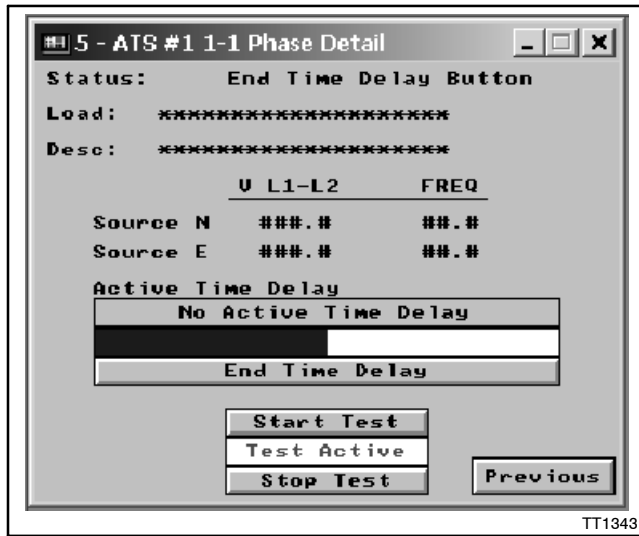 5 - ATS #1 1-1 Phase Detail
Status: End Time Delay Button
Load: ********************
Desc: ********************
V L1-L2 FREQ
Source N ###.# ##.#
Source E ###.# ##.#
Active Time Delay
No Active Time Delay
End Time Delay
Start Test
Test Active
Stop Test
Previous
TT1343